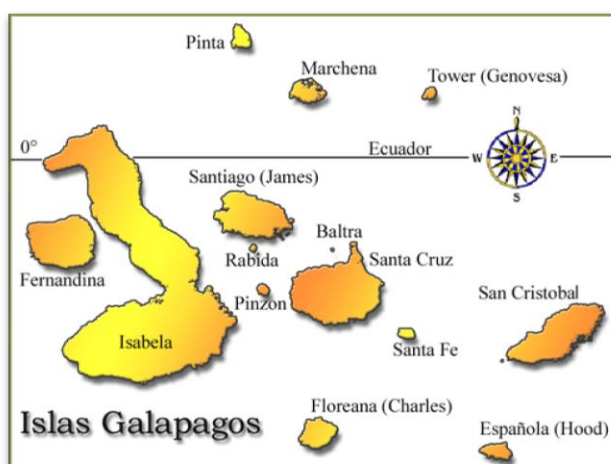 Pinta
Marchena
Tower (Genovesa)
N
0°
Ecuador
W
E
S
Santiago (James)
Baltra
Rabida
Santa Cruz
Fernandina
Pinzon
San Cristobal
Isabela
Santa Fe
Islas Galapagos
Floreana (Charles)
Española (Hood)